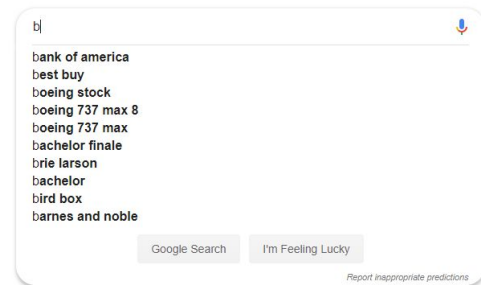 b
bank of america
best buy
boeing stock
boeing 737 max 8
boeing 737 max
bachelor finale
brie larson
bachelor
bird box
barnes and noble
Google Search I'm Feeling Lucky
Report inappropriate predictions